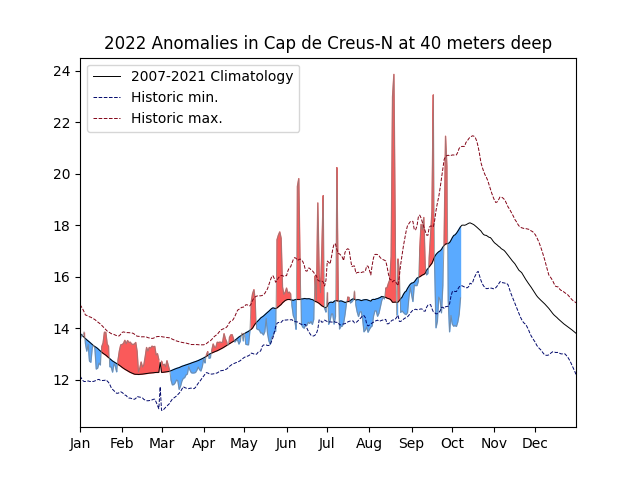 2022 Anomalies in Cap de Creus-N at 40 meters deep
2007-2021 Climatology
Historic min.
Historic max.
24
22
20
18
16
14
12
Jan Feb Mar Apr May Jun Jul Aug Sep Oct Nov Dec